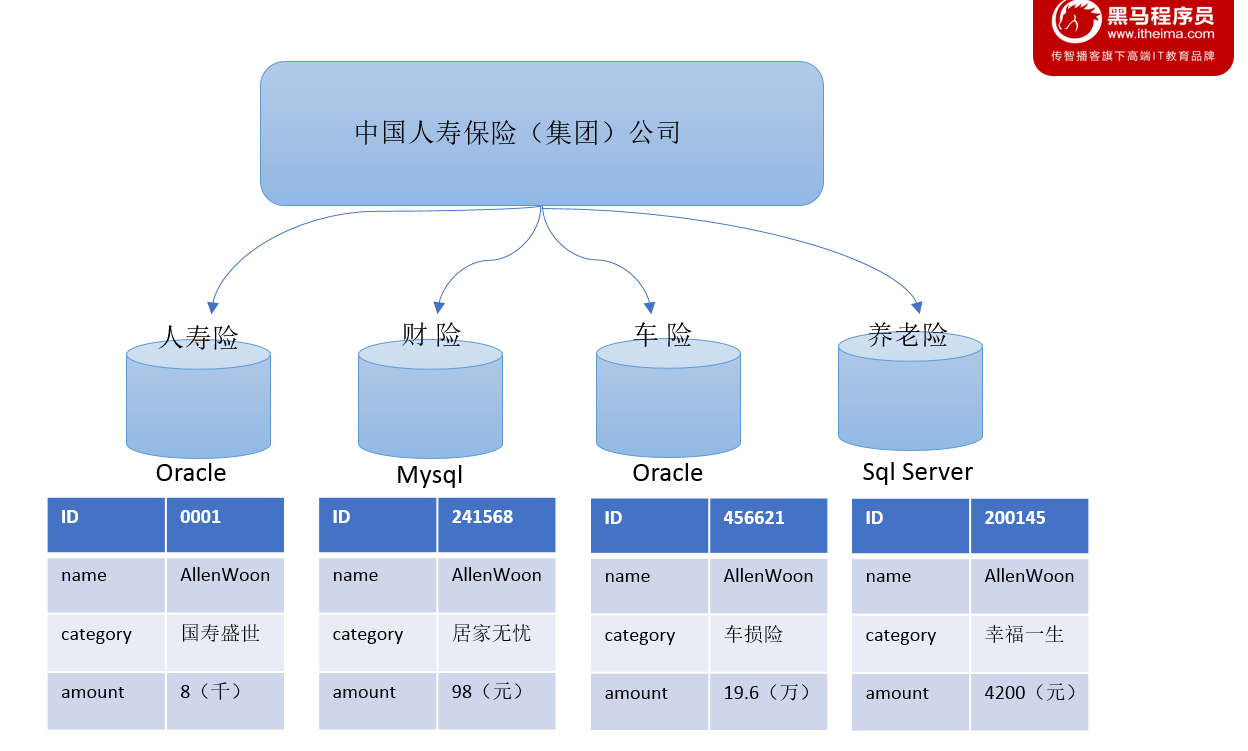 黑马程序员
www.itheima.com
传智播客旗下高端IT教育品牌
中国人寿保险（集团）公司
人寿险
财 险
车 险
养老险
Oracle
Mysql
Oracle
Sql Server
ID 0001
name AllenWoon
category 国寿盛世
amount 8（千）
ID 241568
name AllenWoon
category 居家无忧
amount 98（元）
ID 456621
name AllenWoon
category 车损险
amount 19.6（万）
ID 200145
name AllenWoon
category 幸福一生
amount 4200（元）